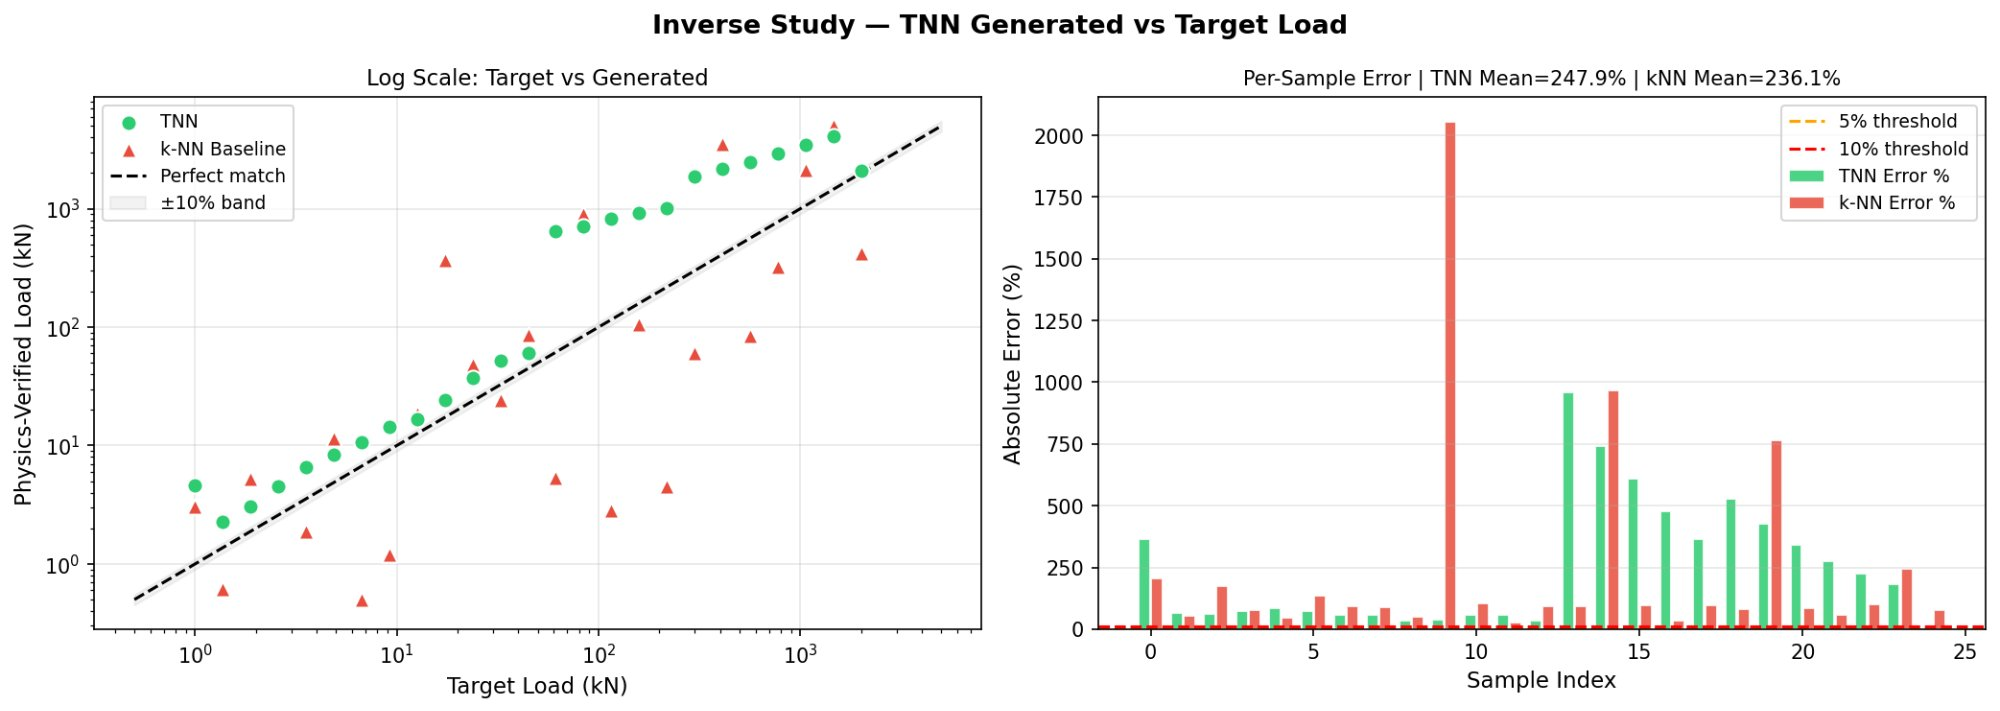 Inverse Study — TNN Generated vs Target Load
Log Scale: Target vs Generated
TNN
k-NN Baseline
Perfect match
±10% band
10³
10²
10¹
10⁰
Physics-Verified Load (kN)
10⁰ 10¹ 10² 10³
Target Load (kN)
Per-Sample Error | TNN Mean=247.9% | kNN Mean=236.1%
5% threshold
10% threshold
TNN Error %
k-NN Error %
2000
1750
1500
1250
1000
750
500
250
0
Absolute Error (%)
0 5 10 15 20 25
Sample Index